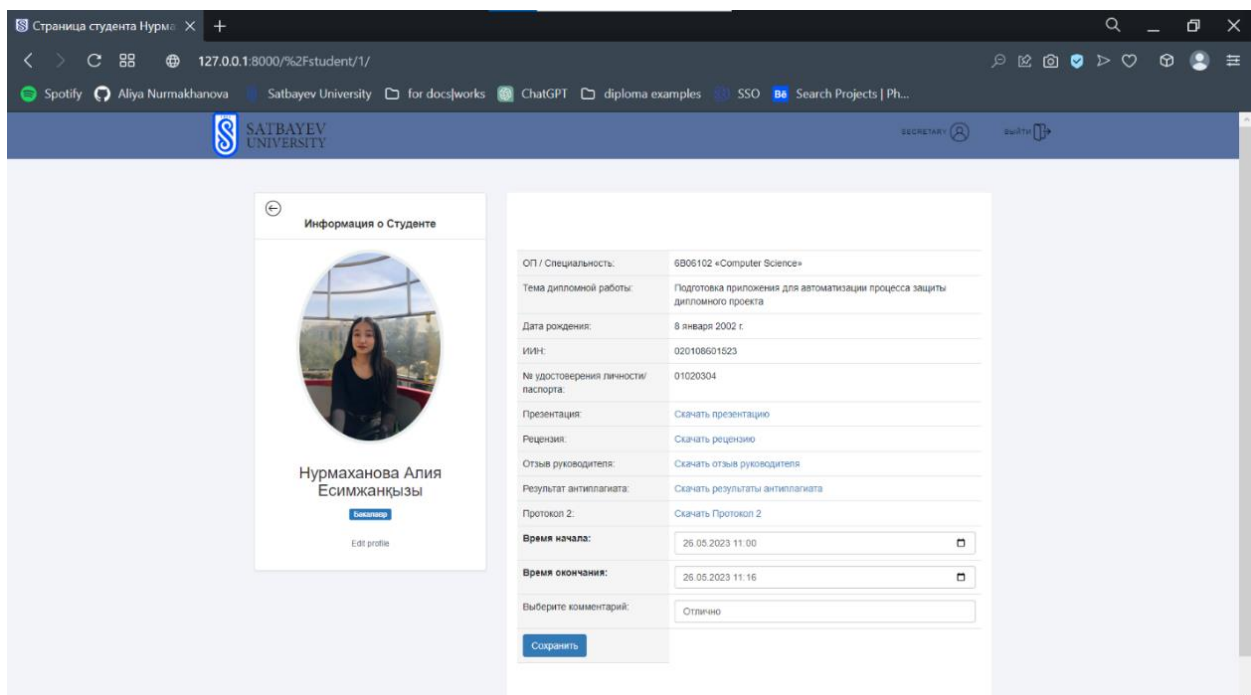 Страница студента Нурма
127.0.0.1:8000/%2Fstudent/1/
Spotify Aliya Nurmakhanova Satbayev University for docs|works ChatGPT diploma examples SSO Bē Search Projects | Ph...
SATBAYEV
UNIVERSITY
SECRETARY
ВЫЙТИ
Информация о Студенте
Нурмаханова Алия
Есимжанқызы
Бакалавр
Edit profile
ОП / Специальность: 6B06102 «Computer Science»
Тема дипломной работы: Подготовка приложения для автоматизации процесса защиты
дипломного проекта
Дата рождения: 8 января 2002 г.
ИИН: 020108601523
№ удостоверения личности/ 01020304
паспорта:
Презентация: Скачать презентацию
Рецензия: Скачать рецензию
Отзыв руководителя: Скачать отзыв руководителя
Результат антиплагиата: Скачать результаты антиплагиата
Протокол 2: Скачать Протокол 2
Время начала: 26.05.2023 11:00
Время окончания: 26.05.2023 11:16
Выберите комментарий: Отлично
Сохранить